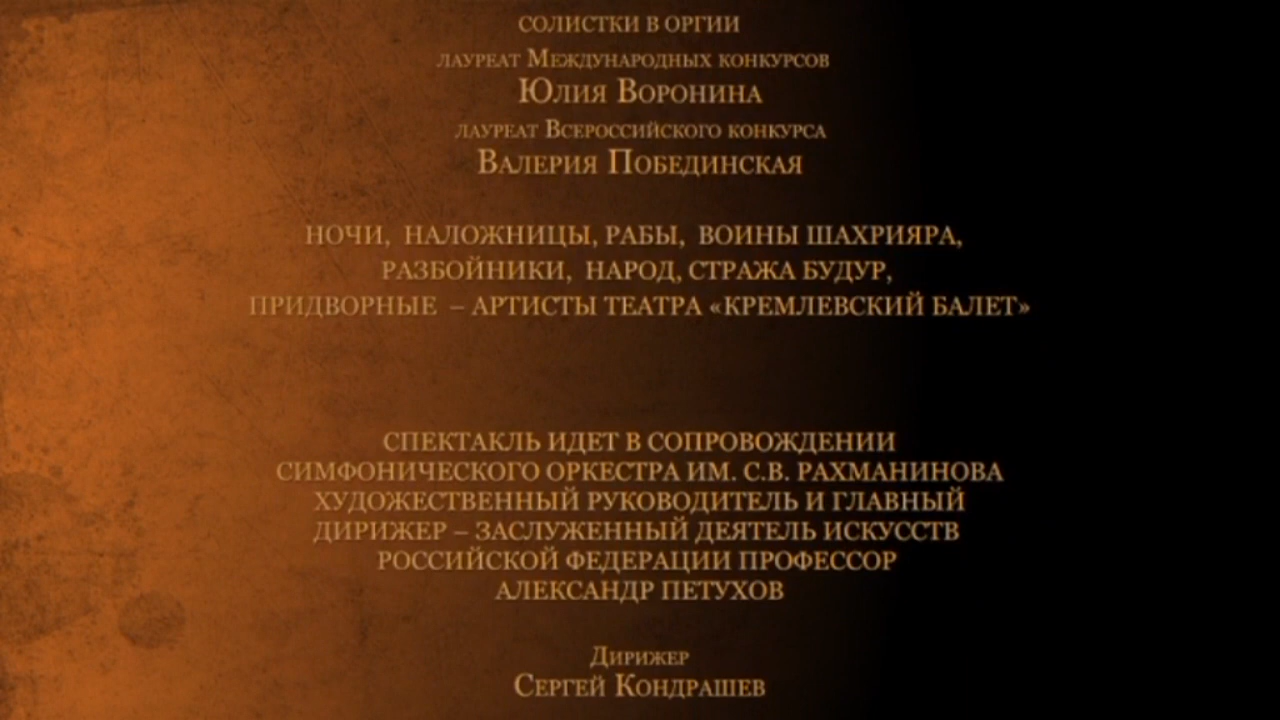 СОЛИСТКИ В ОРГИИ
ЛАУРЕАТ МЕЖДУНАРОДНЫХ КОНКУРСОВ
ЮЛИЯ ВОРОНИНА
ЛАУРЕАТ ВСЕРОССИЙСКОГО КОНКУРСА
ВАЛЕРИЯ ПОБЕДИНСКАЯ
НОЧИ, НАЛОЖНИЦЫ, РАБЫ, ВОИНЫ ШАХРИЯРА,
РАЗБОЙНИКИ, НАРОД, СТРАЖА БУДУР,
ПРИДВОРНЫЕ – АРТИСТЫ ТЕАТРА «КРЕМЛЕВСКИЙ БАЛЕТ»
СПЕКТАКЛЬ ИДЕТ В СОПРОВОЖДЕНИИ
СИМФОНИЧЕСКОГО ОРКЕСТРА ИМ. С.В. РАХМАНИНОВА
ХУДОЖЕСТВЕННЫЙ РУКОВОДИТЕЛЬ И ГЛАВНЫЙ
ДИРИЖЕР – ЗАСЛУЖЕННЫЙ ДЕЯТЕЛЬ ИСКУССТВ
РОССИЙСКОЙ ФЕДЕРАЦИИ ПРОФЕССОР
АЛЕКСАНДР ПЕТУХОВ
ДИРИЖЕР
СЕРГЕЙ КОНДРАШЕВ